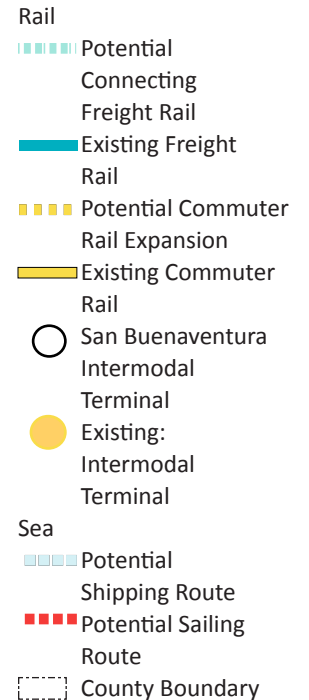 Rail
Potential
Connecting
Freight Rail
Existing Freight
Rail
Potential Commuter
Rail Expansion
Existing Commuter
Rail
San Buenaventura
Intermodal
Terminal
Existing:
Intermodal
Terminal
Sea
Potential
Shipping Route
Potential Sailing
Route
County Boundary